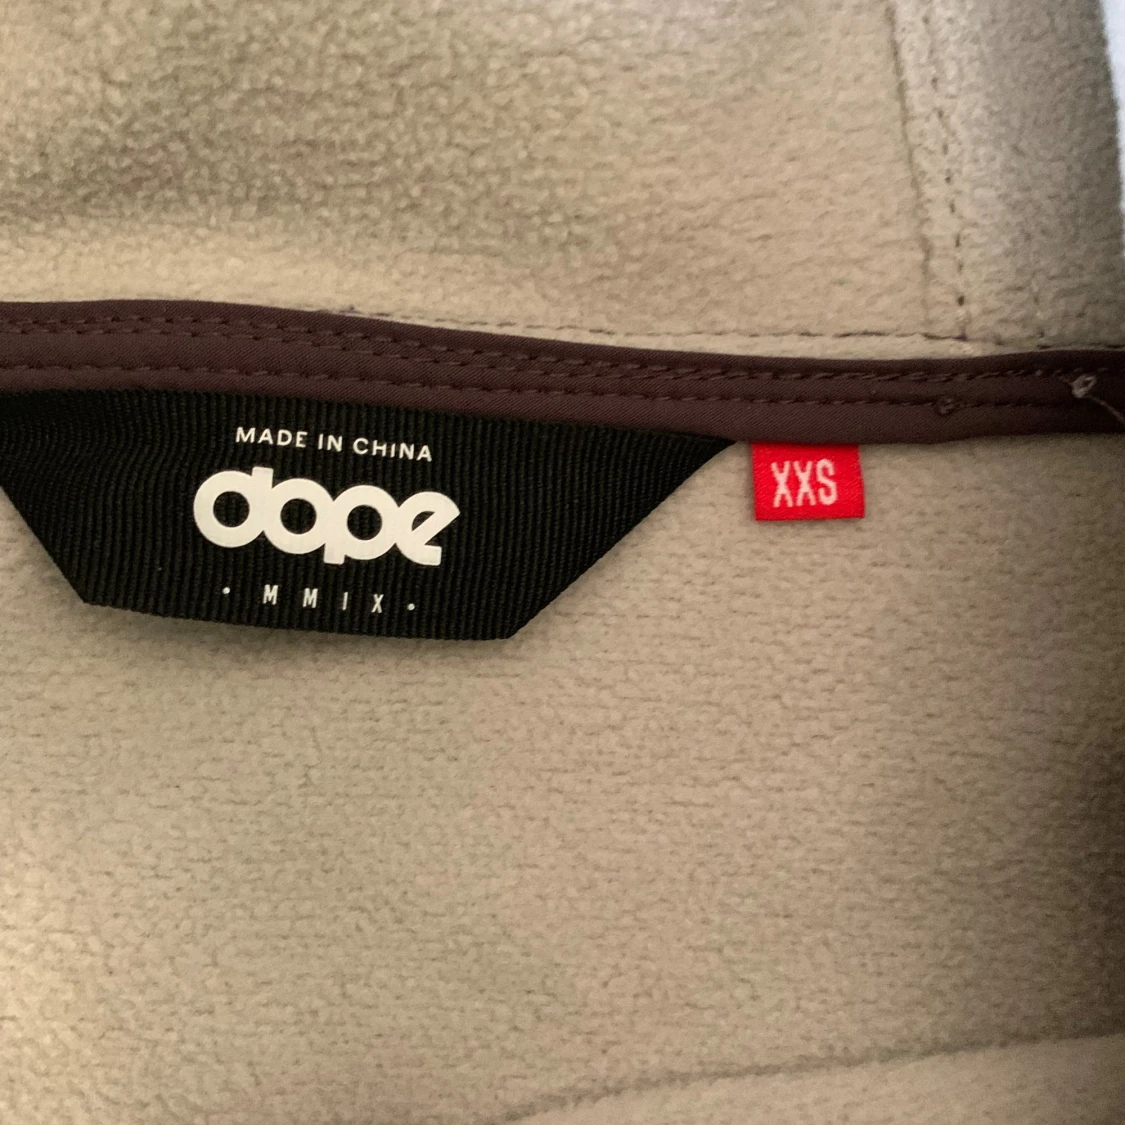 MADE IN CHINA
dope
• M M I X •
XXS